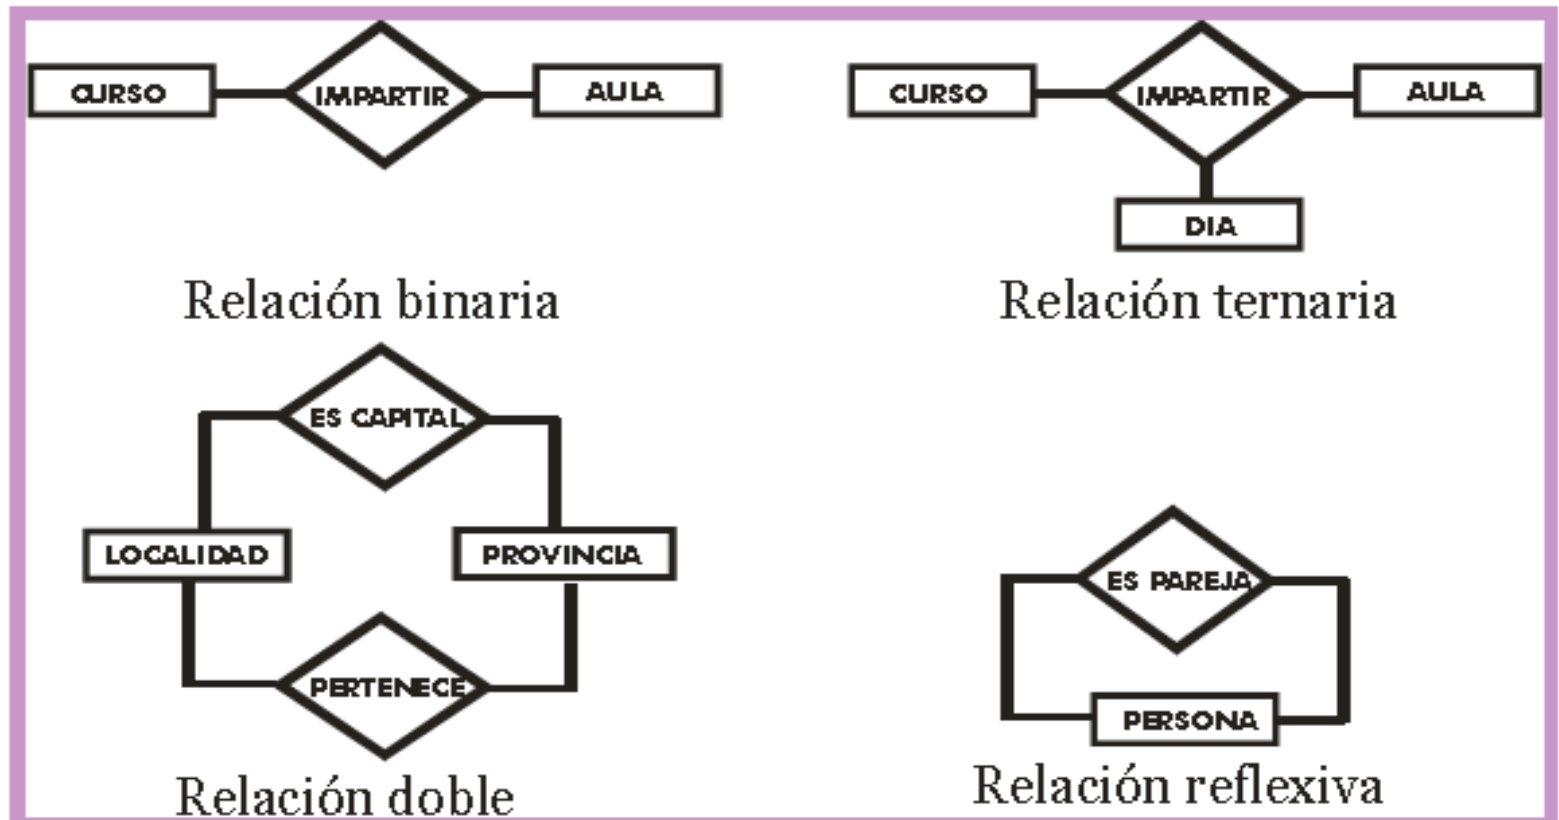 CURSO
IMPARTIR
AULA
Relación binaria
CURSO
IMPARTIR
AULA
DIA
Relación ternaria
ES CAPITAL
LOCALIDAD
PROVINCIA
PERTENECE
Relación doble
ES PAREJA
PERSONA
Relación reflexiva